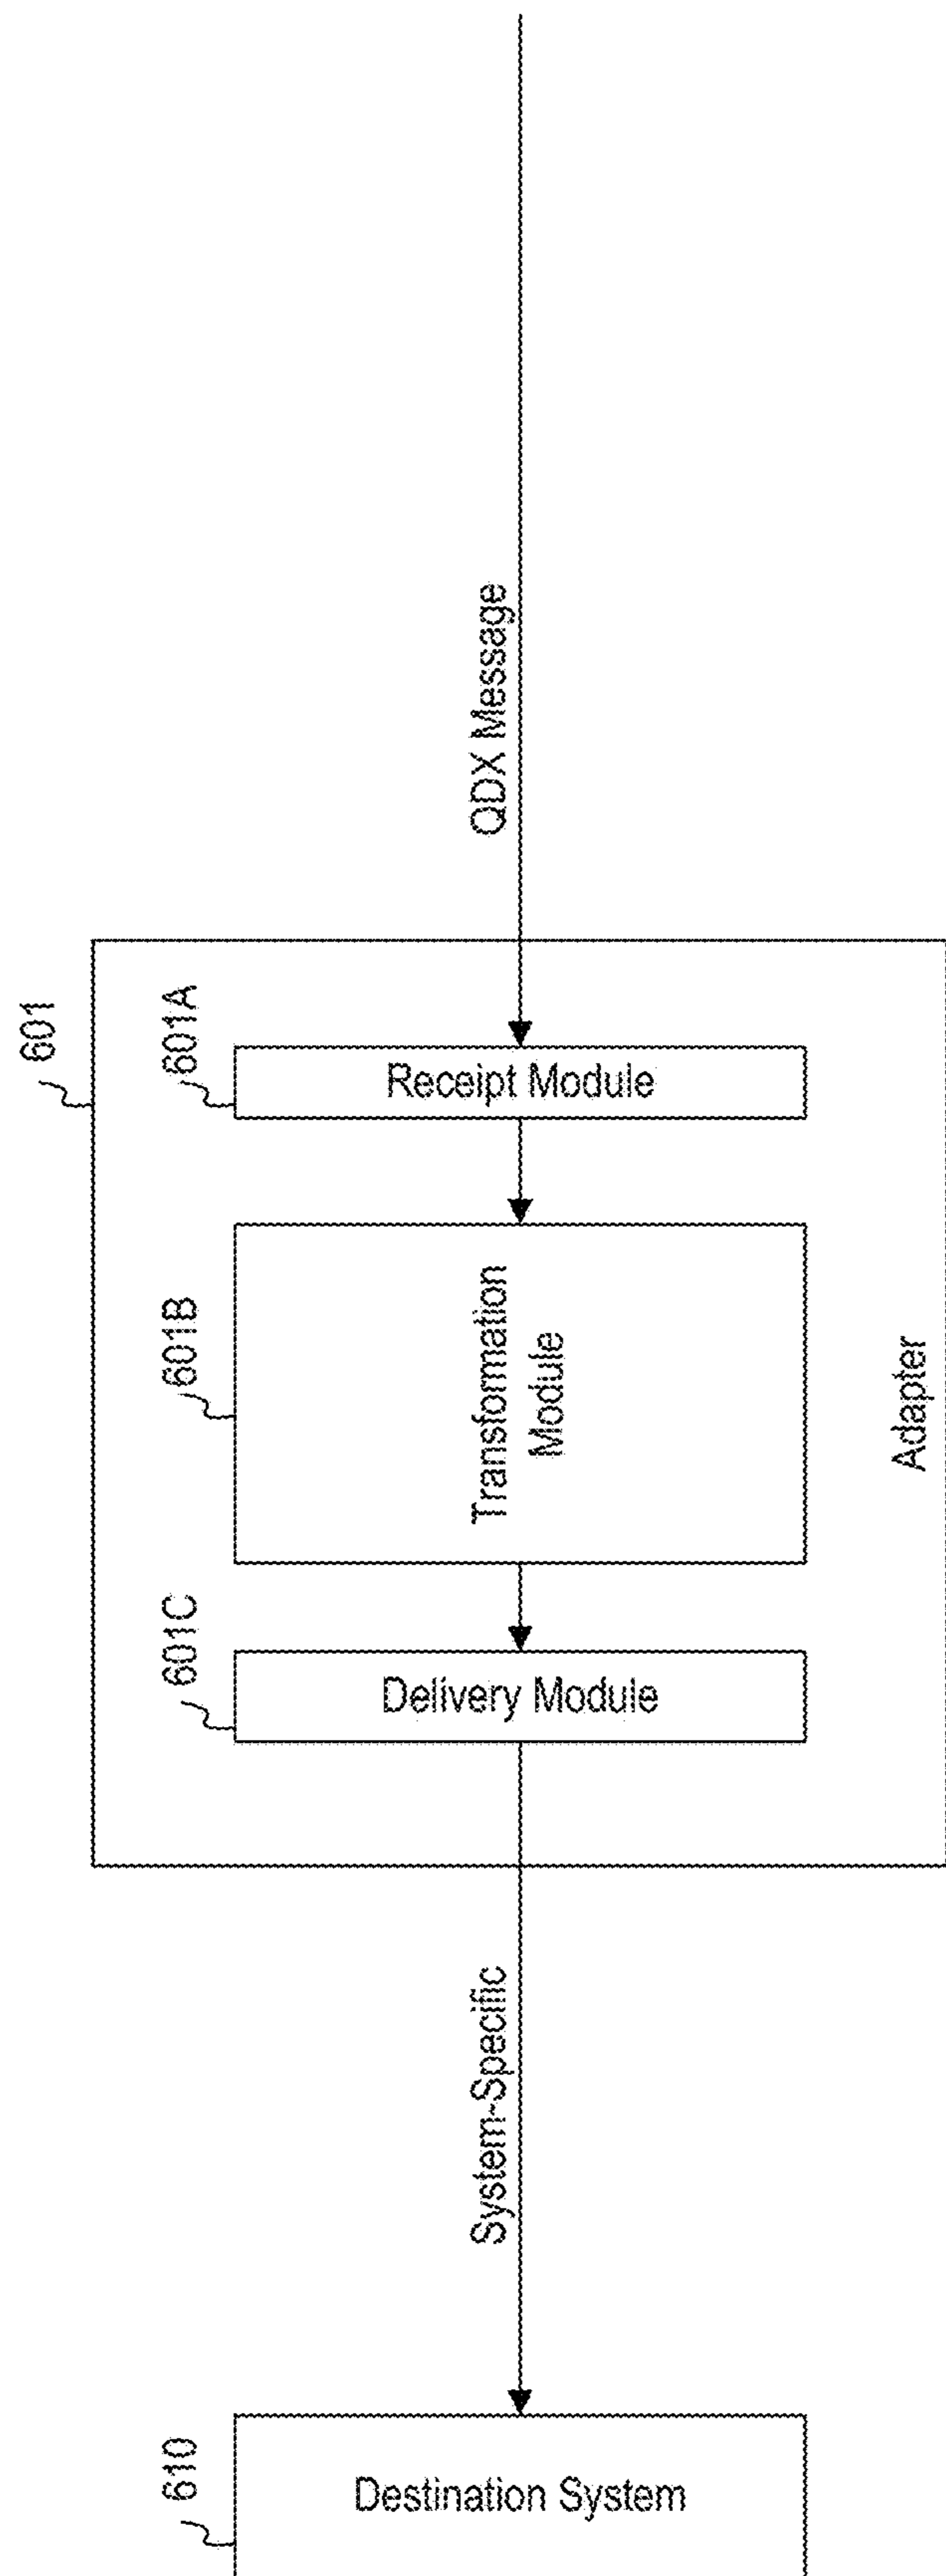 QDX Message
601
601A
Receipt Module
601B
Transformation
Module
601C
Delivery Module
Adapter
System-Specific
610
Destination System